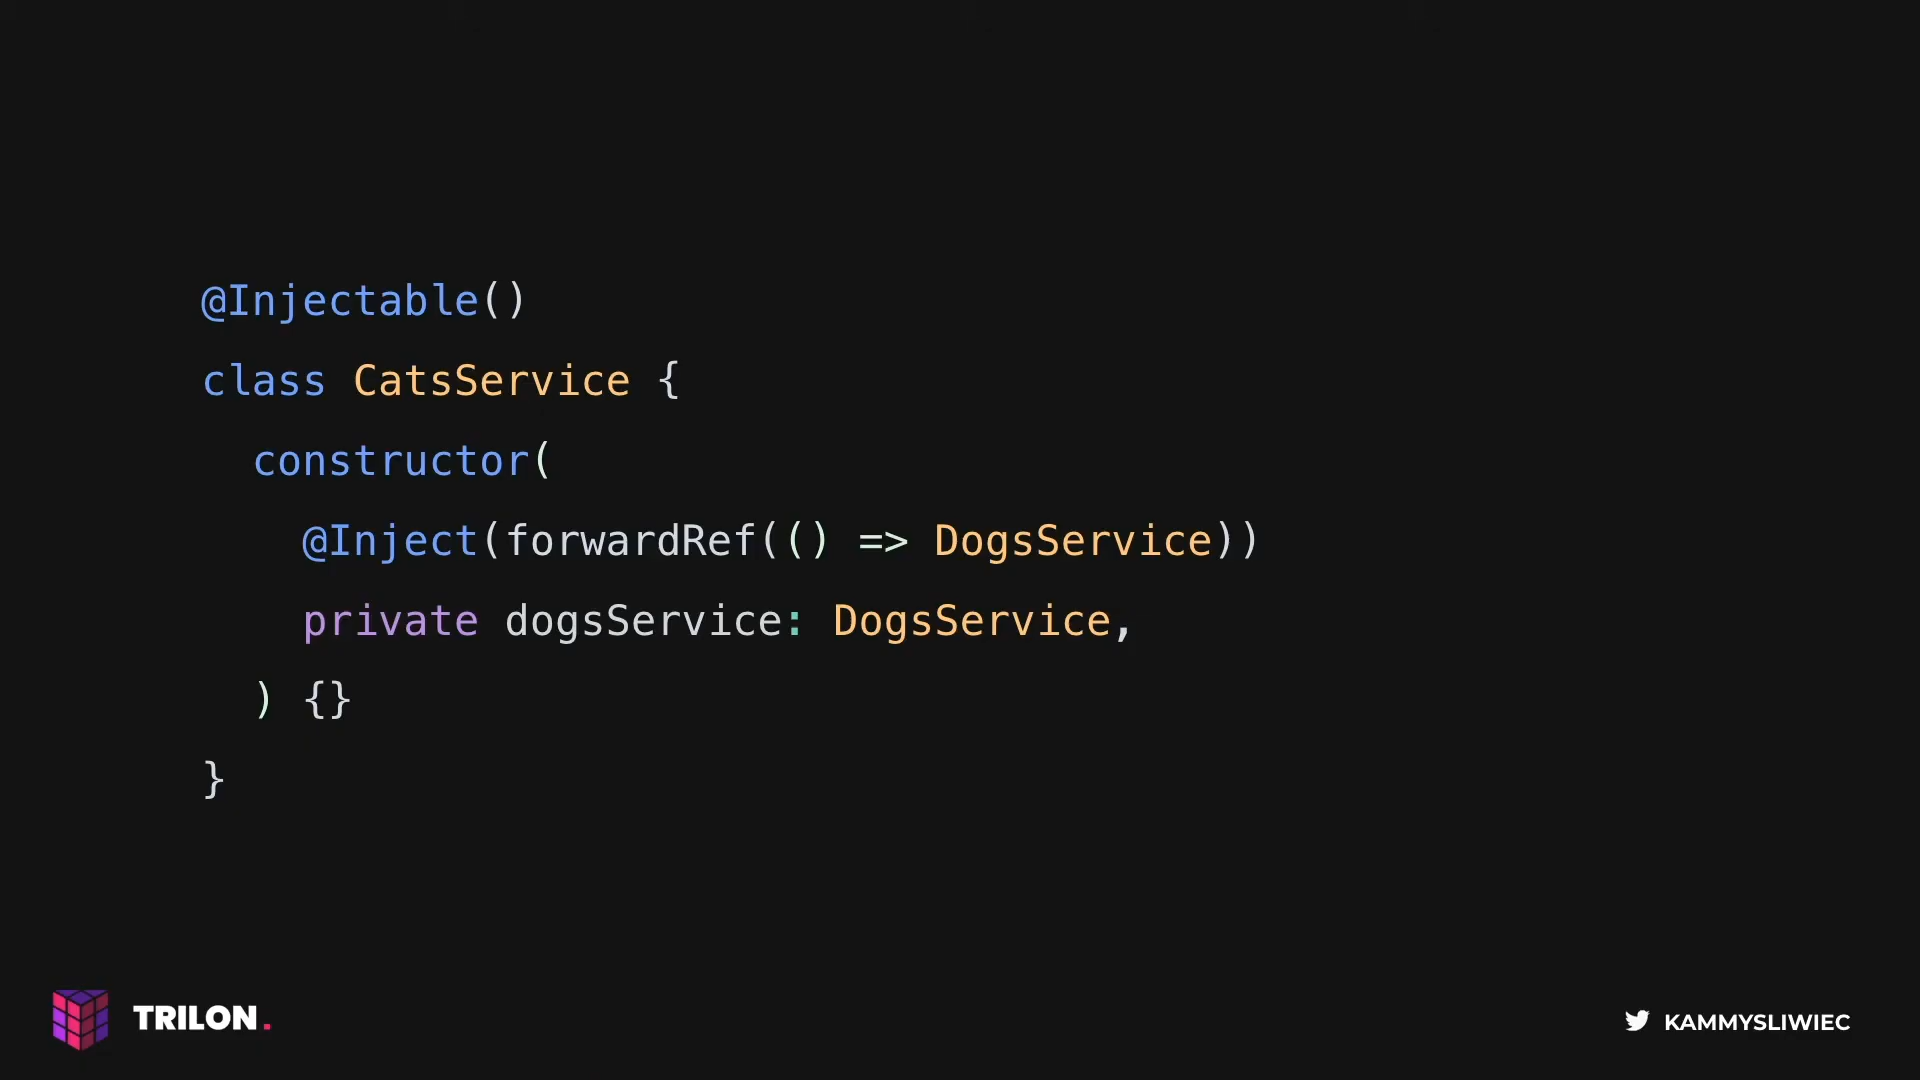 @Injectable()
class CatsService {
  constructor(
    @Inject(forwardRef(() => DogsService))
    private dogsService: DogsService,
  ) {}
}
TRILON.
KAMMYSLIWIEC